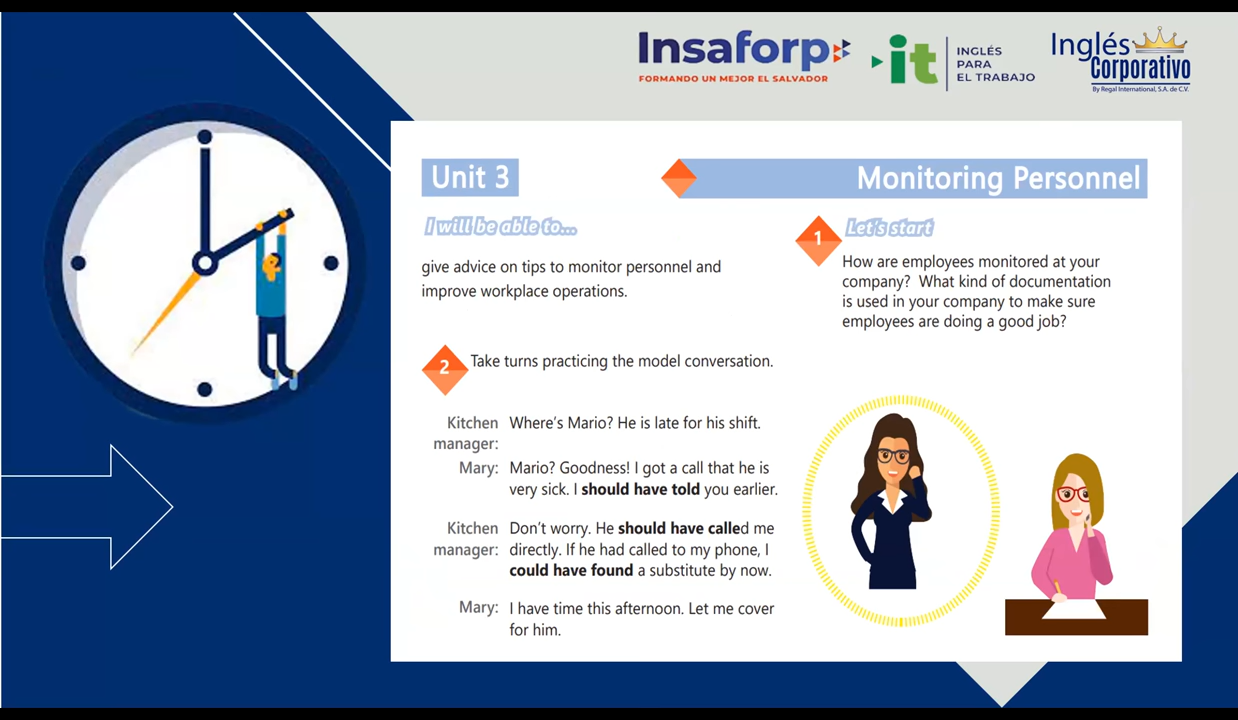 Insaforp
FORMANDO UN MEJOR EL SALVADOR
it
INGLÉS
PARA
EL TRABAJO
Inglés
Corporativo
By Regal International, S.A. de C.V.
Unit 3
Monitoring Personnel
I will be able to...
give advice on tips to monitor personnel and
improve workplace operations.
1
Let's start
How are employees monitored at your
company? What kind of documentation
is used in your company to make sure
employees are doing a good job?
2
Take turns practicing the model conversation.
Kitchen manager: Where's Mario? He is late for his shift.
Mary: Mario? Goodness! I got a call that he is
very sick. I should have told you earlier.
Kitchen Don't worry. He should have called me
manager: directly. If he had called to my phone, I
could have found a substitute by now.
Mary: I have time this afternoon. Let me cover
for him.